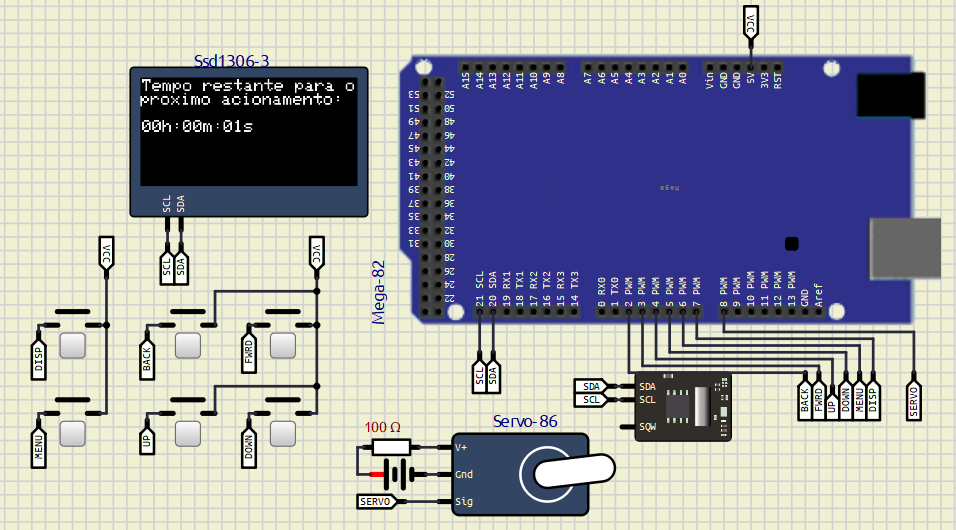 VCC
Ssd1306-3
Tempo restante para o
proximo acionamento:
00h:00m:01s
SCL
SDA
SCL
SDA
A15
A14
A13
A12
A11
A10
A9
A8
A7
A6
A5
A4
A3
A2
A1
A0
Vin
GND
GND
5V
3V3
RST
53
52
51
50
49
48
47
46
45
44
43
42
41
40
39
38
37
36
35
34
33
32
31
30
28
26
24
22
Mega
Mega-82
21 SCL
20 SDA
19 RX1
18 TX1
17 RX2
16 TX2
15 RX3
14 TX3
0 RX0
1 TX0
2 PWM
3 PWM
4 PWM
5 PWM
6 PWM
7 PWM
8 PWM
9 PWM
10 PWM
11 PWM
12 PWM
13 PWM
GND
Aref
VCC
VCC
DISP
BACK
FWRD
MENU
UP
DOWN
SCL
SDA
SDA
SCL
SDA
SCL
SQW
BACK
FWRD
UP
DOWN
MENU
DISP
SERVO
100 Ω
Servo-86
V+
Gnd
Sig
SERVO